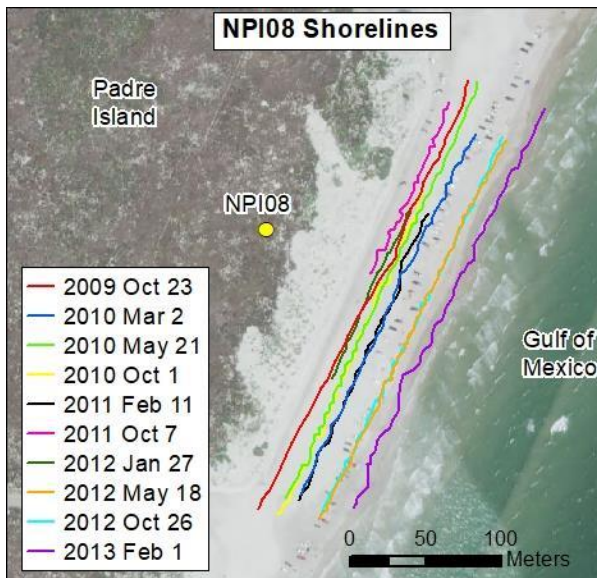 NPI08 Shorelines
Padre
Island
NPI08
2009 Oct 23
2010 Mar 2
2010 May 21
2010 Oct 1
2011 Feb 11
2011 Oct 7
2012 Jan 27
2012 May 18
2012 Oct 26
2013 Feb 1
Gulf of
Mexico
0 50 100
Meters